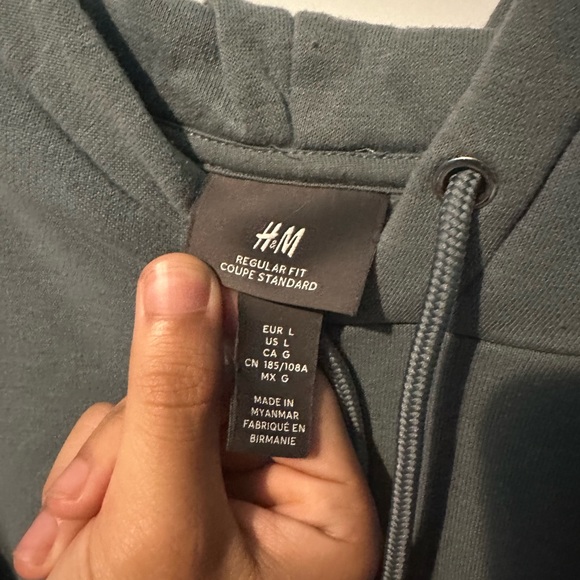 H&M
REGULAR FIT
COUPE STANDARD
EUR L
US L
CA G
CN 185/108A
MX G
MADE IN
MYANMAR
FABRIQUÉ EN
BIRMANIE